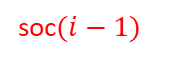 soc(i − 1)